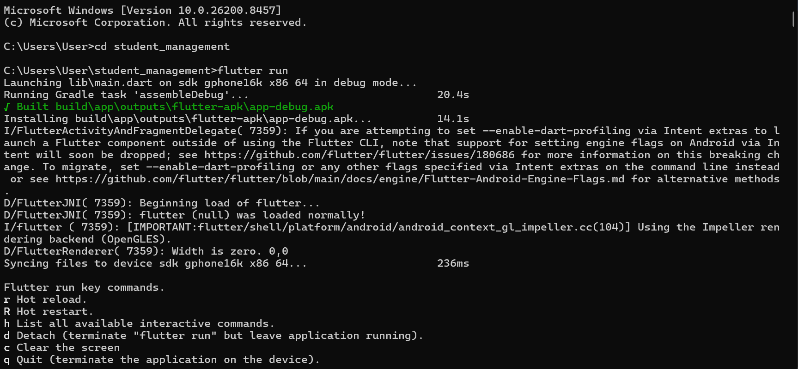 Microsoft Windows [Version 10.0.26200.8457]
(c) Microsoft Corporation. All rights reserved.
C:\Users\User>cd student_management
C:\Users\User\student_management>flutter run
Launching lib\main.dart on sdk gphone16k x86 64 in debug mode...
Running Gradle task 'assembleDebug'... 20.4s
√ Built build\app\outputs\flutter-apk\app-debug.apk
Installing build\app\outputs\flutter-apk\app-debug.apk... 14.1s
I/FlutterActivityAndFragmentDelegate( 7359): If you are attempting to set --enable-dart-profiling via Intent extras to l
aunch a Flutter component outside of using the Flutter CLI, note that support for setting engine flags on Android via In
tent will soon be dropped; see https://github.com/flutter/flutter/issues/180686 for more information on this breaking ch
ange. To migrate, set --enable-dart-profiling or any other flags specified via Intent extras on the command line instead
 or see https://github.com/flutter/flutter/blob/main/docs/engine/Flutter-Android-Engine-Flags.md for alternative methods
.
D/FlutterJNI( 7359): Beginning load of flutter...
D/FlutterJNI( 7359): flutter (null) was loaded normally!
I/flutter ( 7359): [IMPORTANT:flutter/shell/platform/android/android_context_gl_impeller.cc(104)] Using the Impeller ren
dering backend (OpenGLES).
D/FlutterRenderer( 7359): Width is zero. 0,0
Syncing files to device sdk gphone16k x86 64... 236ms
Flutter run key commands.
r Hot reload.
R Hot restart.
h List all available interactive commands.
d Detach (terminate "flutter run" but leave application running).
c Clear the screen
q Quit (terminate the application on the device).